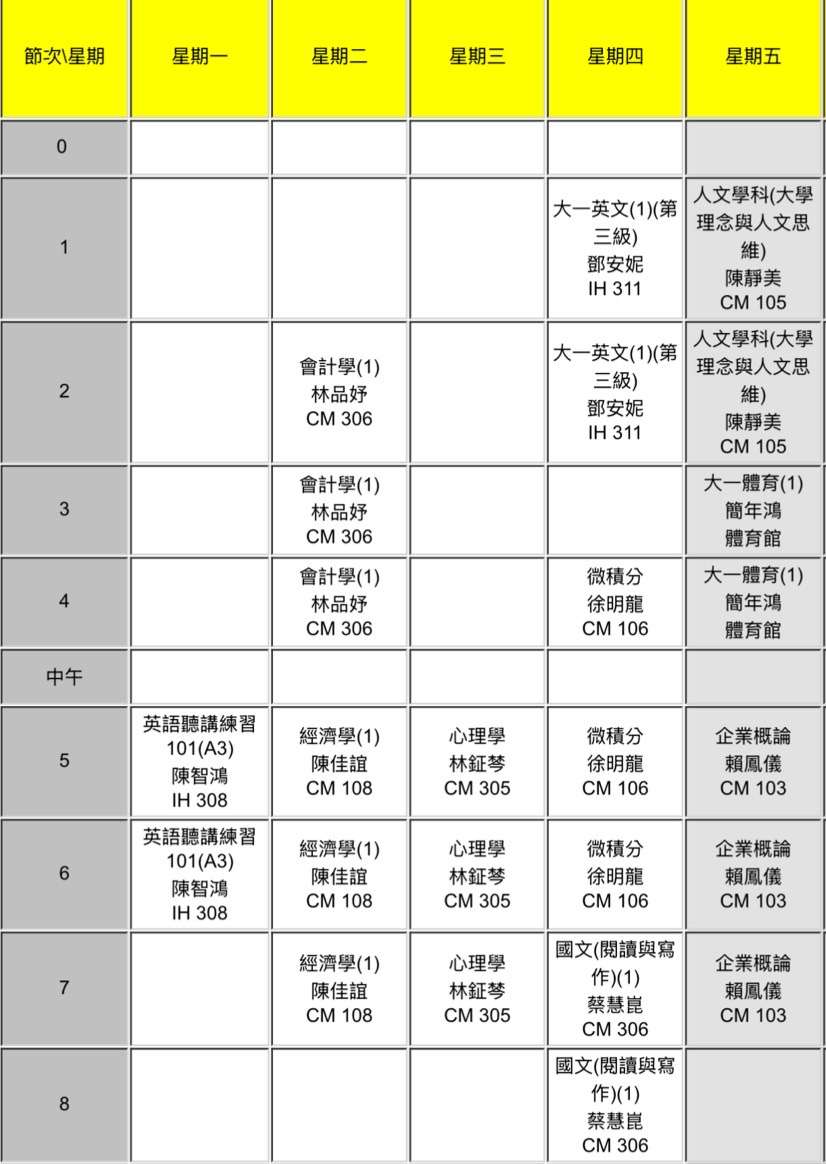 節次\星期 星期一 星期二 星期三 星期四 星期五
0
1
大一英文(1)(第
三級)
鄧安妮
IH 311
人文學科(大學
理念與人文思
維)
陳靜美
CM 105
2
會計學(1)
林品妤
CM 306
大一英文(1)(第
三級)
鄧安妮
IH 311
人文學科(大學
理念與人文思
維)
陳靜美
CM 105
3
會計學(1)
林品妤
CM 306
大一體育(1)
簡年鴻
體育館
4
會計學(1)
林品妤
CM 306
微積分
徐明龍
CM 106
大一體育(1)
簡年鴻
體育館
中午
5
英語聽講練習
101(A3)
陳智鴻
IH 308
經濟學(1)
陳佳誼
CM 108
心理學
林鉦棽
CM 305
微積分
徐明龍
CM 106
企業概論
賴鳳儀
CM 103
6
英語聽講練習
101(A3)
陳智鴻
IH 308
經濟學(1)
陳佳誼
CM 108
心理學
林鉦棽
CM 305
微積分
徐明龍
CM 106
企業概論
賴鳳儀
CM 103
7
經濟學(1)
陳佳誼
CM 108
心理學
林鉦棽
CM 305
國文(閱讀與寫
作)(1)
蔡慧崑
CM 306
企業概論
賴鳳儀
CM 103
8
國文(閱讀與寫
作)(1)
蔡慧崑
CM 306